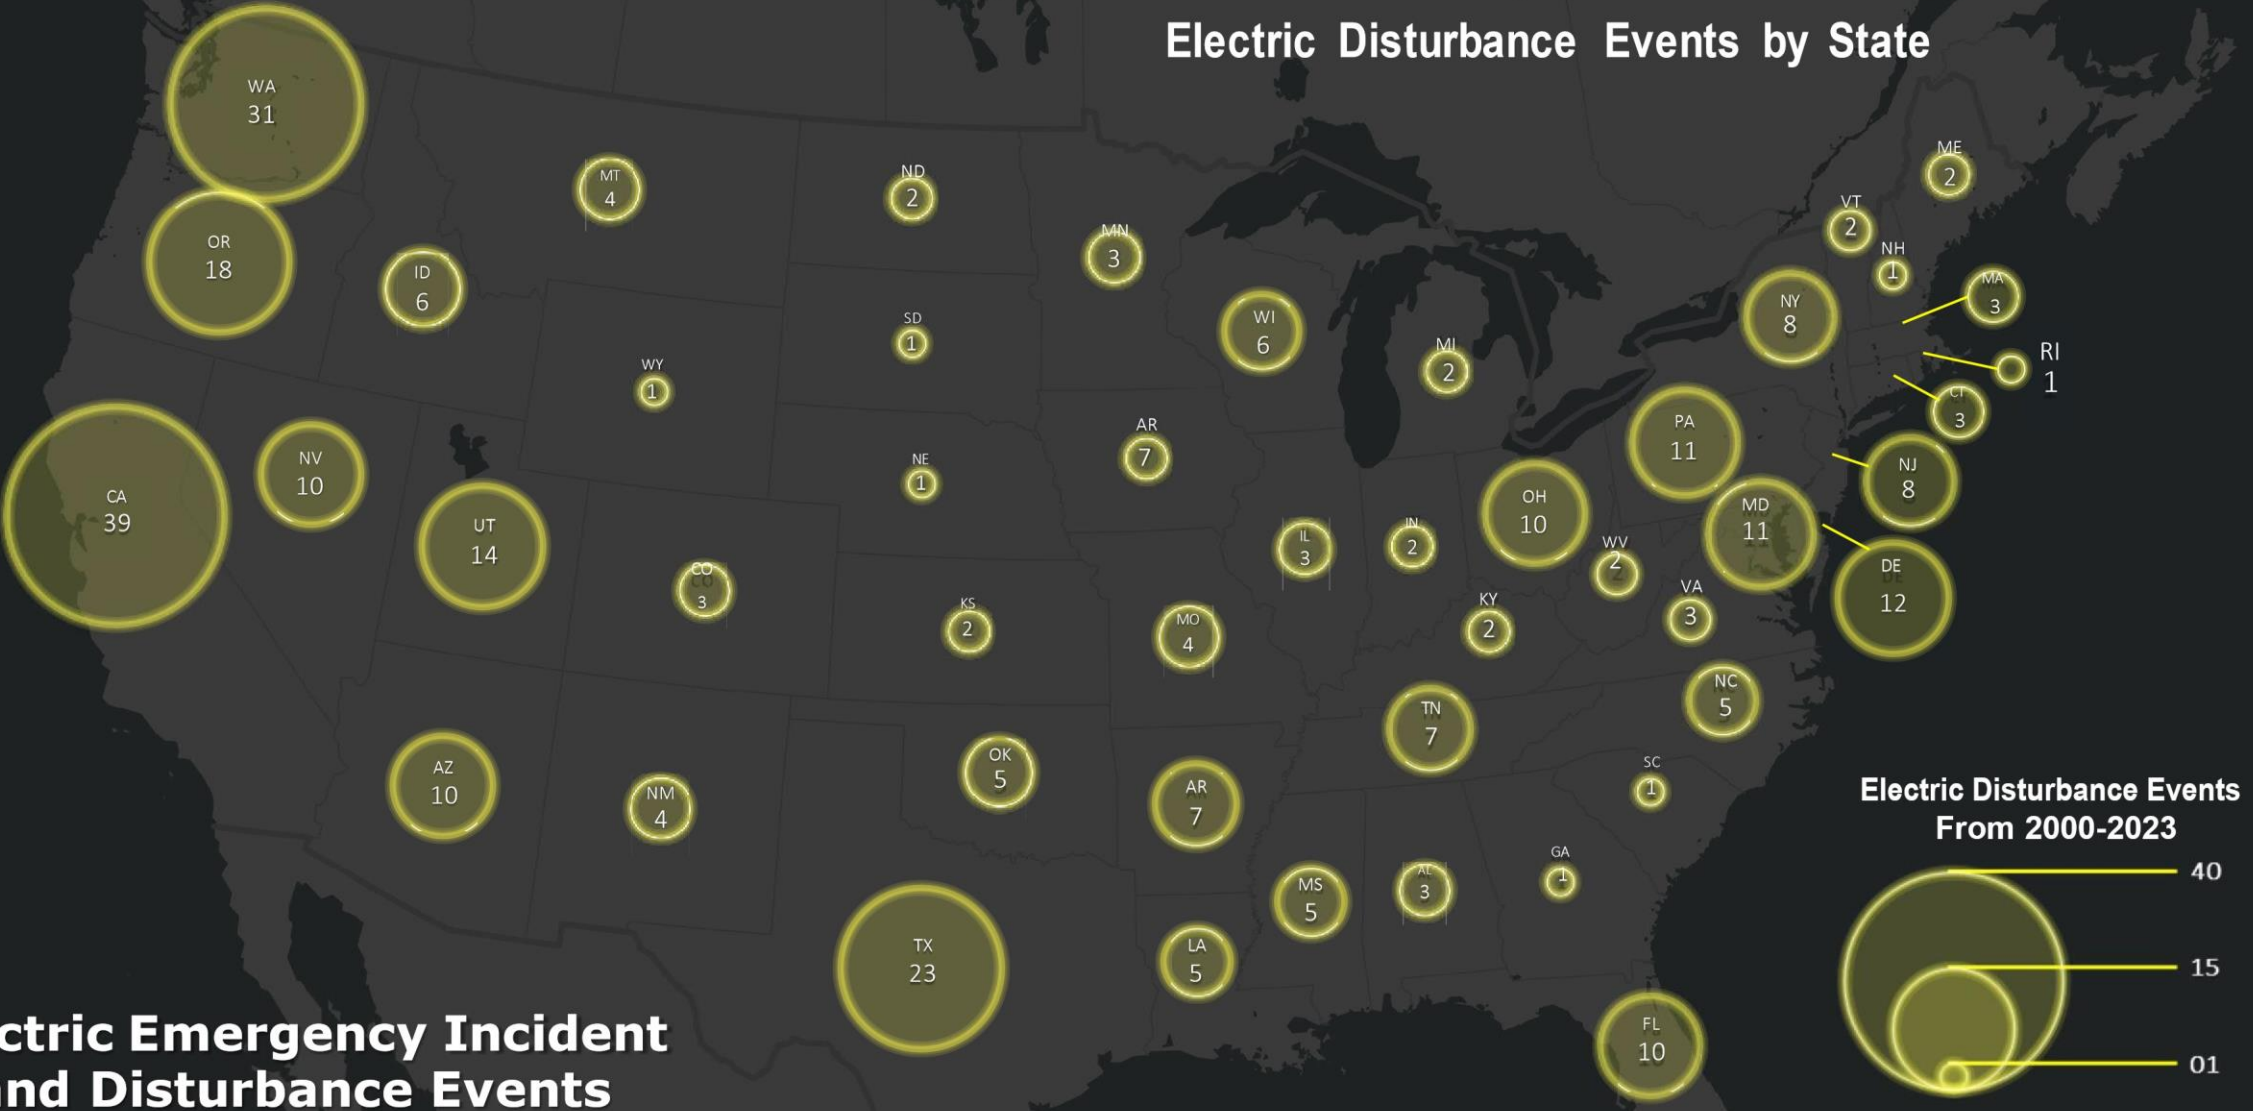 Electric Disturbance Events by State
WA
31
OR
18
MT
4
ID
6
ND
2
MN
3
SD
1
WY
1
WI
6
MI
2
ME
2
VT
2
NH
1
NY
8
MA
3
RI
1
CT
3
CA
39
NV
10
UT
14
CO
3
NE
1
AR
7
KS
2
MO
4
IL
3
IN
2
OH
10
PA
11
NJ
8
MD
11
DE
12
WV
2
VA
3
KY
2
TN
7
NC
5
SC
1
AZ
10
NM
4
OK
5
AR
7
TX
23
LA
5
MS
5
AL
3
GA
1
FL
10
Electric Disturbance Events
From 2000-2023
40
15
01
ctric Emergency Incident
nd Disturbance Events